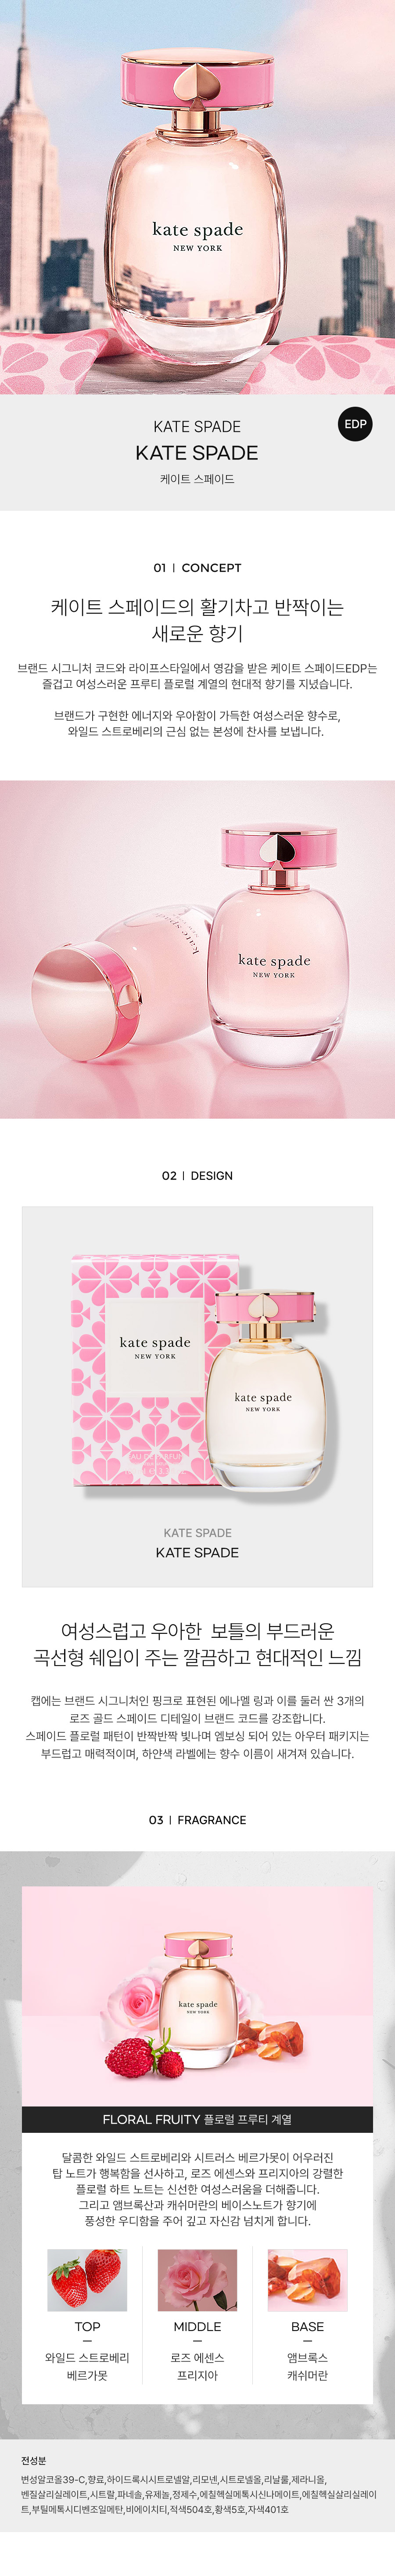 kate spade
NEW YORK
KATE SPADE
EDP
KATE SPADE
케이트 스페이드
01 | CONCEPT
케이트 스페이드의 활기차고 반짝이는
새로운 향기
브랜드 시그니처 코드와 라이프스타일에서 영감을 받은 케이트 스페이드EDP는
즐겁고 여성스러운 프루티 플로럴 계열의 현대적 향기를 지녔습니다.
브랜드가 구현한 에너지와 우아함이 가득한 여성스러운 향수로,
와일드 스트로베리의 근심 없는 본성에 찬사를 보냅니다.
kate spade
kate spade
NEW YORK
02 | DESIGN
kate spade
NEW YORK
kate spade
NEW YORK
EAU DE PARFUM
KATE SPADE
KATE SPADE
여성스럽고 우아한 보틀의 부드러운
곡선형 쉐입이 주는 깔끔하고 현대적인 느낌
캡에는 브랜드 시그니처인 핑크로 표현된 에나멜 링과 이를 둘러 싼 3개의
로즈 골드 스페이드 디테일이 브랜드 코드를 강조합니다.
스페이드 플로럴 패턴이 반짝반짝 빛나며 엠보싱 되어 있는 아우터 패키지는
부드럽고 매력적이며, 하얀색 라벨에는 향수 이름이 새겨져 있습니다.
03 | FRAGRANCE
kate spade
NEW YORK
FLORAL FRUITY 플로럴 프루티 계열
달콤한 와일드 스트로베리와 시트러스 베르가못이 어우러진
탑 노트가 행복함을 선사하고, 로즈 에센스와 프리지아의 강렬한
플로럴 하트 노트는 신선한 여성스러움을 더해줍니다.
그리고 앰브록산과 캐쉬머란의 베이스노트가 향기에
풍성한 우디함을 주어 깊고 자신감 넘치게 합니다.
TOP
와일드 스트로베리
베르가못
MIDDLE
로즈 에센스
프리지아
BASE
앰브록스
캐쉬머란
전성분
변성알코올39-C,향료,하이드록시시트로넬알,리모넨,시트로넬올,리날룰,제라니올,
벤질살리실레이트,시트랄,파네솔,유제놀,정제수,에칠헥실메톡시신나메이트,에칠헥실살리실레이
트,부틸메톡시디벤조일메탄,비에이치티,적색504호,황색5호,자색401호